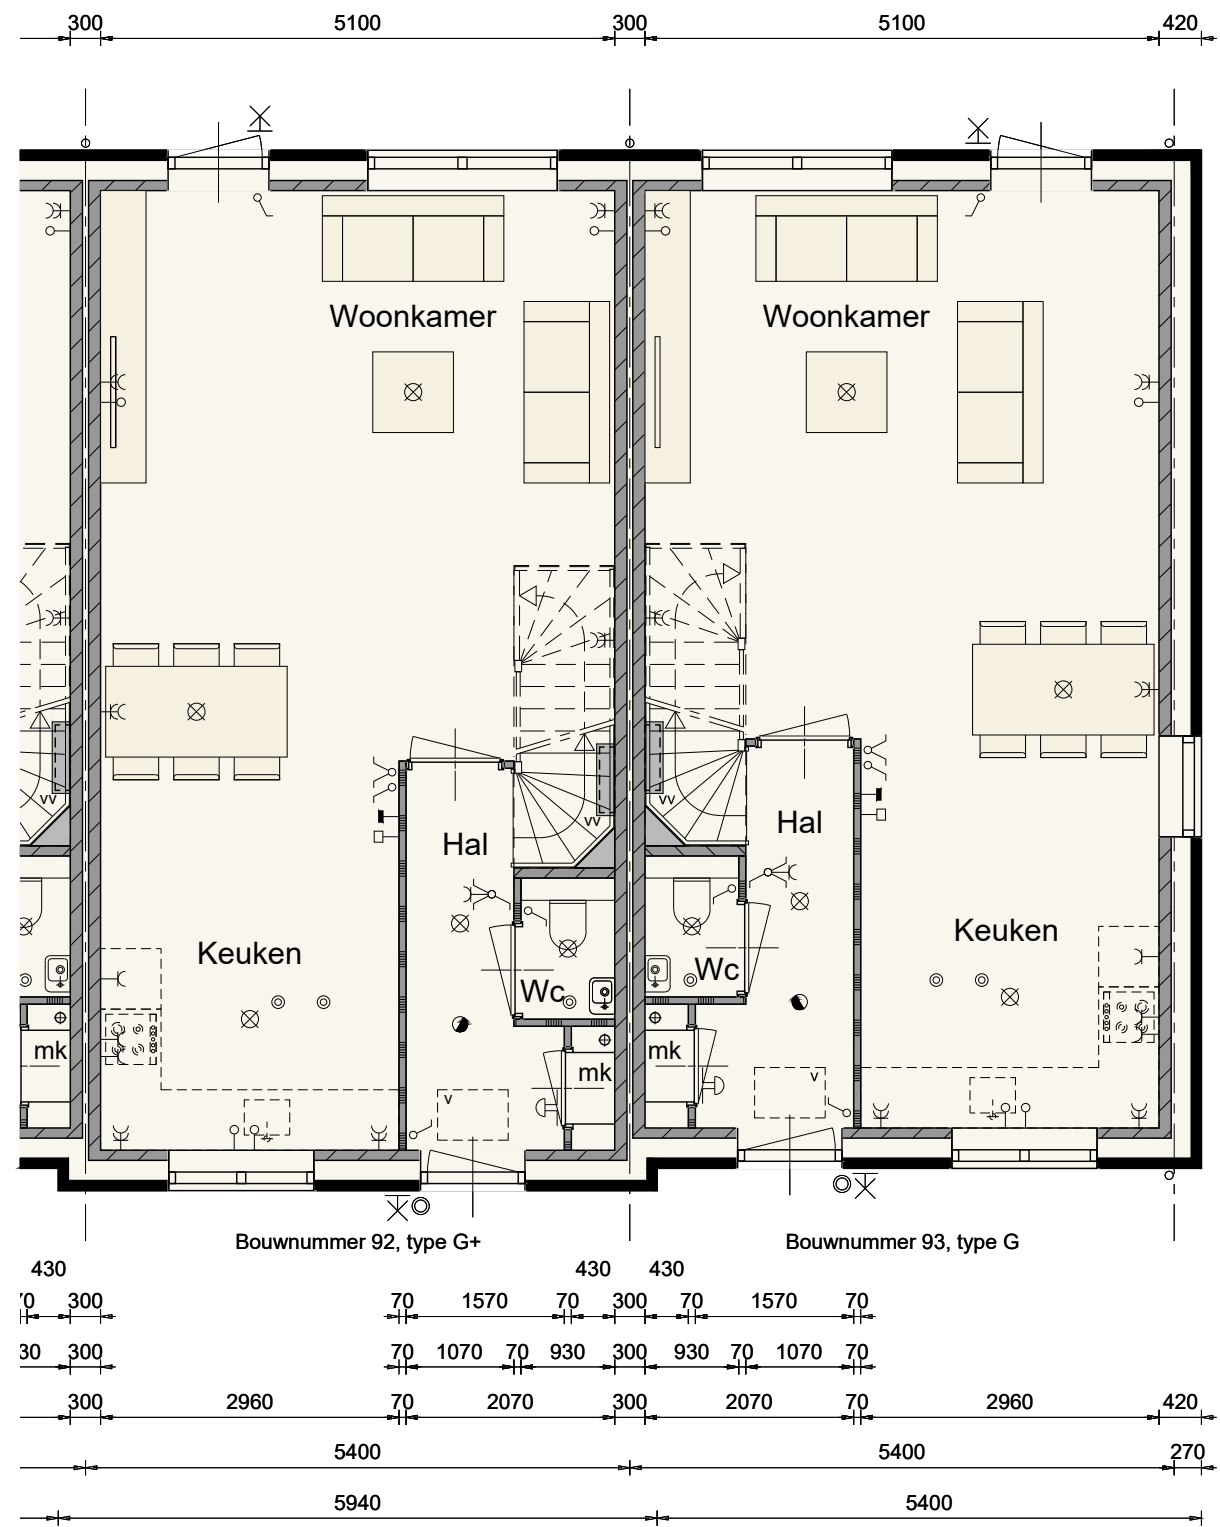 300 5100 300 5100 420
Woonkamer Woonkamer
vv vv vv
Hal Hal
Keuken Keuken
Wc Wc
mk mk mk
v v
Bouwnummer 92, type G+ Bouwnummer 93, type G
430 430 430
300 70 1570 70 300 70 1570 70
300 70 1070 70 930 300 930 70 1070 70
300 2960 70 2070 300 2070 70 2960 420
5400 5400 270
5940 5400